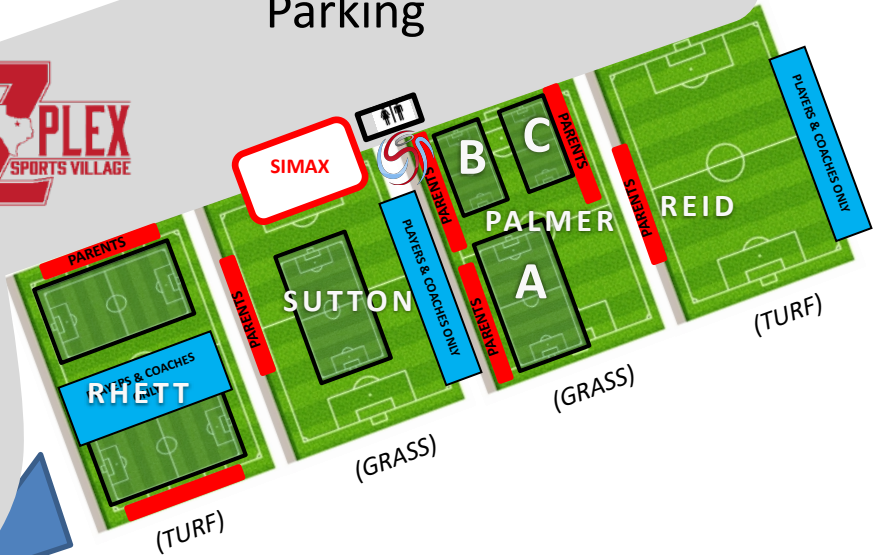 Parking
PLEX
SPORTS VILLAGE
SIMAX
B
C
PARENTS
PARENTS
PLAYERS & COACHES ONLY
PALMER
REID
PARENTS
PARENTS
PLAYERS & COACHES ONLY
SUTTON
A
PARENTS
PARENTS
PLAYERS & COACHES
ONLY
RHETT
(TURF)
(GRASS)
(GRASS)
(TURF)